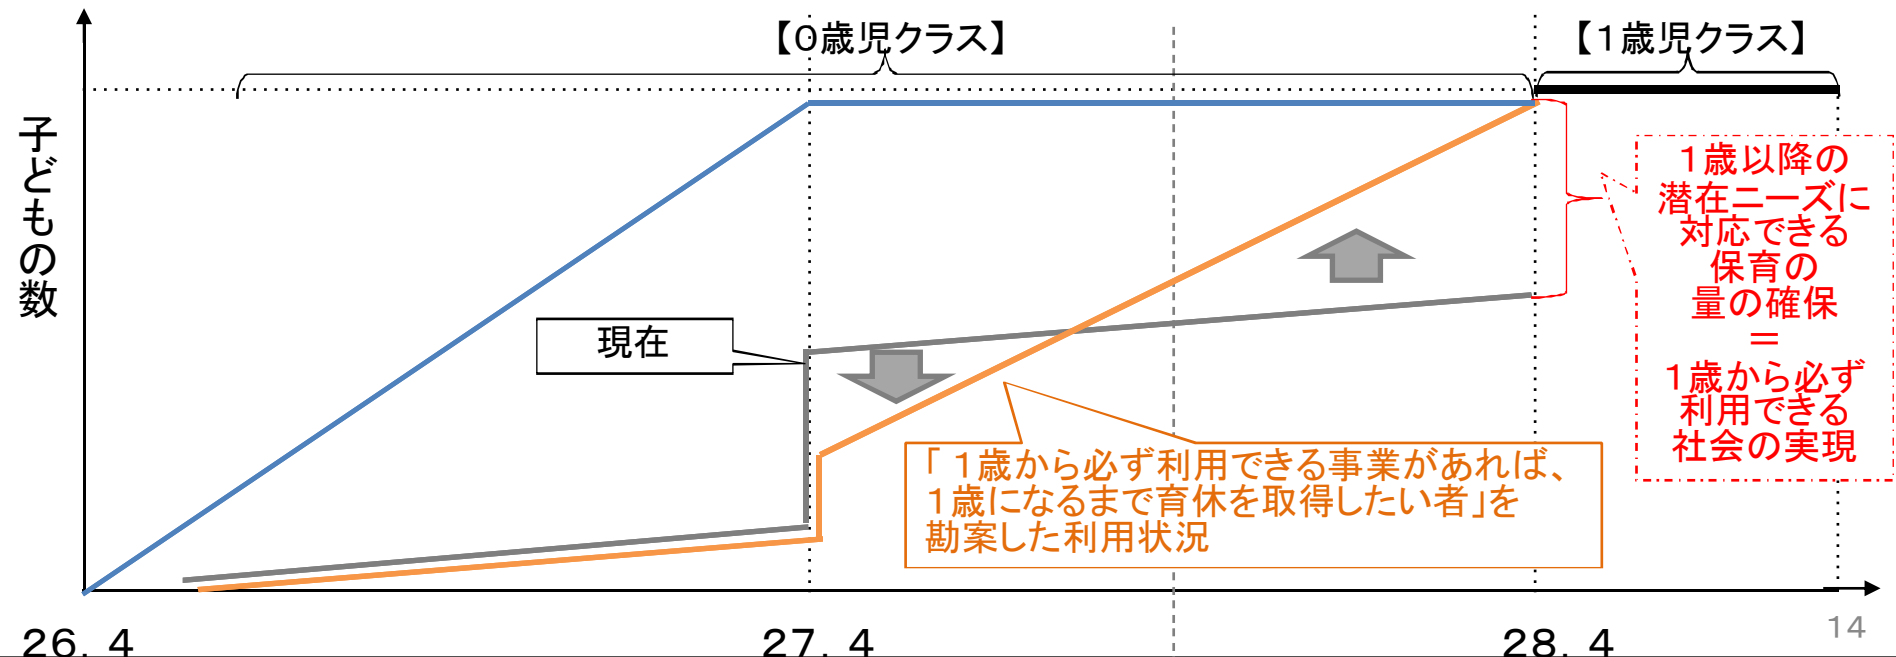 【０歳児クラス】
【１歳児クラス】
子どもの数
現在
１歳以降の
潜在ニーズに
対応できる
保育の
量の確保
＝
１歳から必ず
利用できる
社会の実現
「１歳から必ず利用できる事業があれば、
１歳になるまで育休を取得したい者」を
勘案した利用状況
２６．４
２７．４
２８．４
14